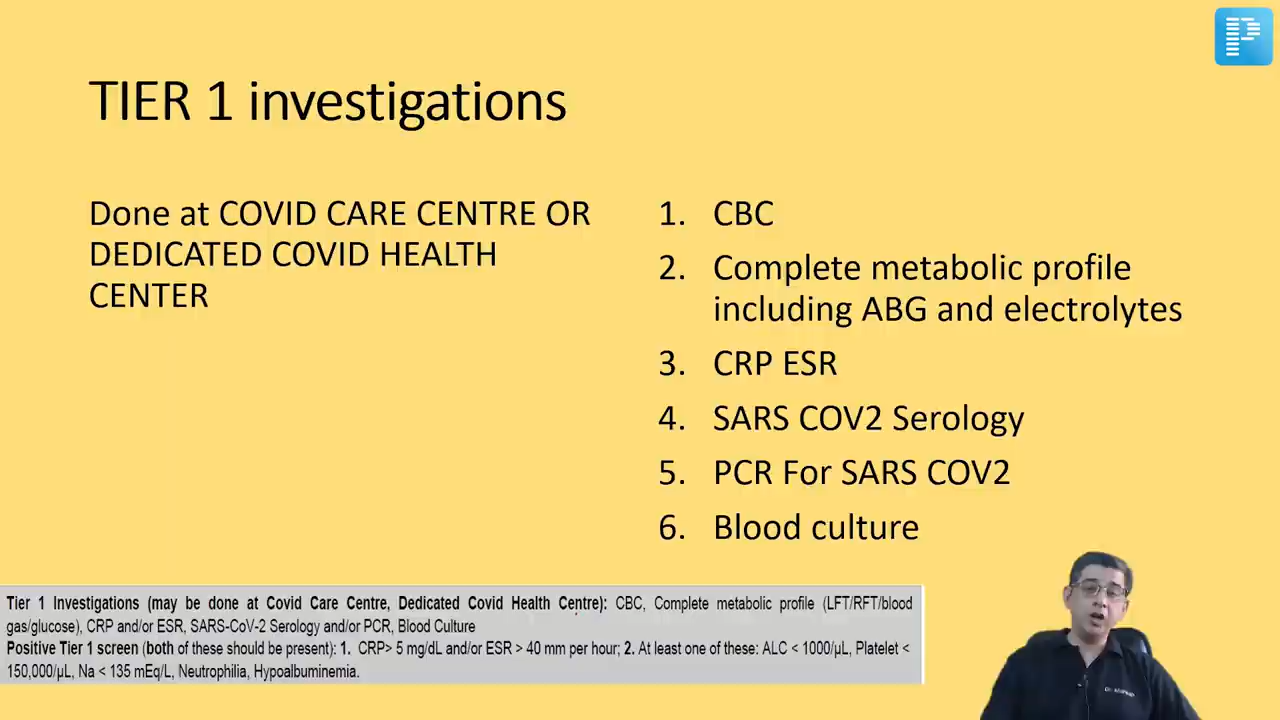 TIER 1 investigations
Done at COVID CARE CENTRE OR
DEDICATED COVID HEALTH
CENTER
1. CBC
2. Complete metabolic profile
including ABG and electrolytes
3. CRP ESR
4. SARS COV2 Serology
5. PCR For SARS COV2
6. Blood culture
Tier 1 Investigations (may be done at Covid Care Centre, Dedicated Covid Health Centre): CBC, Complete metabolic profile (LFT/RFT/blood
gas/glucose), CRP and/or ESR, SARS-CoV-2 Serology and/or PCR, Blood Culture
Positive Tier 1 screen (both of these should be present): 1. CRP> 5 mg/dL and/or ESR > 40 mm per hour; 2. At least one of these: ALC < 1000/µL, Platelet <
150,000/µL, Na < 135 mEq/L, Neutrophilia, Hypoalbuminemia.
P